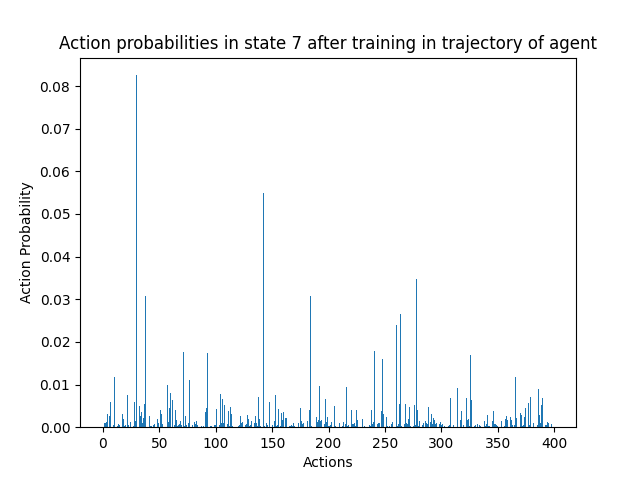 Action probabilities in state 7 after training in trajectory of agent
0.08
0.07
0.06
0.05
0.04
0.03
0.02
0.01
0.00
Action Probability
0 50 100 150 200 250 300 350 400
Actions